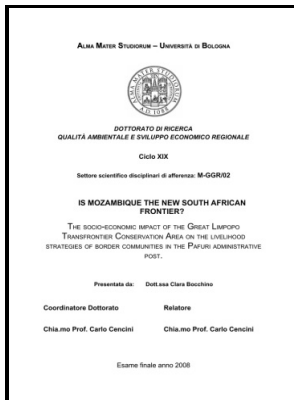 ALMA MATER STUDIORUM – UNIVERSITÀ DI BOLOGNA
ALMA MATER STUDIORUM
A.D. 1088
DOTTORATO DI RICERCA
QUALITÀ AMBIENTALE E SVILUPPO ECONOMICO REGIONALE
Ciclo XIX
Settore scientifico disciplinari di afferenza: M-GGR/02
IS MOZAMBIQUE THE NEW SOUTH AFRICAN
FRONTIER?
THE SOCIO-ECONOMIC IMPACT OF THE GREAT LIMPOPO
TRANSFRONTIER CONSERVATION AREA ON THE LIVELIHOOD
STRATEGIES OF BORDER COMMUNITIES IN THE PAFURI ADMINISTRATIVE
POST.
Presentata da: Dott.ssa Clara Bocchino
Coordinatore Dottorato Relatore
Chia.mo Prof. Carlo Cencini Chia.mo Prof. Carlo Cencini
Esame finale anno 2008